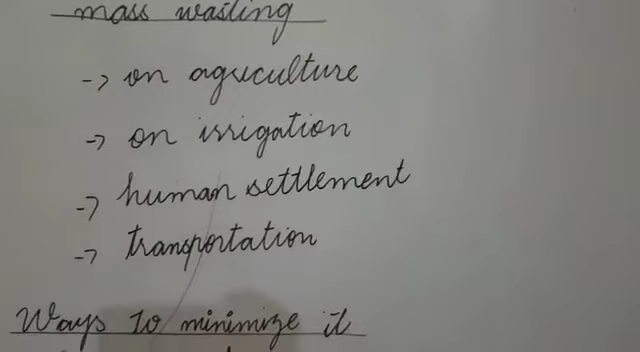 mass wasting
-> on agriculture
-> on irrigation
-> human settlement
-> transportation
Ways to minimize it